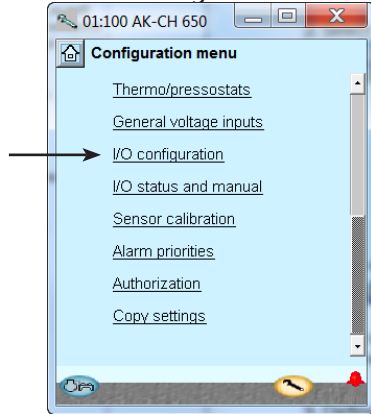 01:100 AK-CH 650
Configuration menu
Thermo/pressostats
General voltage inputs
I/O configuration
I/O status and manual
Sensor calibration
Alarm priorities
Authorization
Copy settings